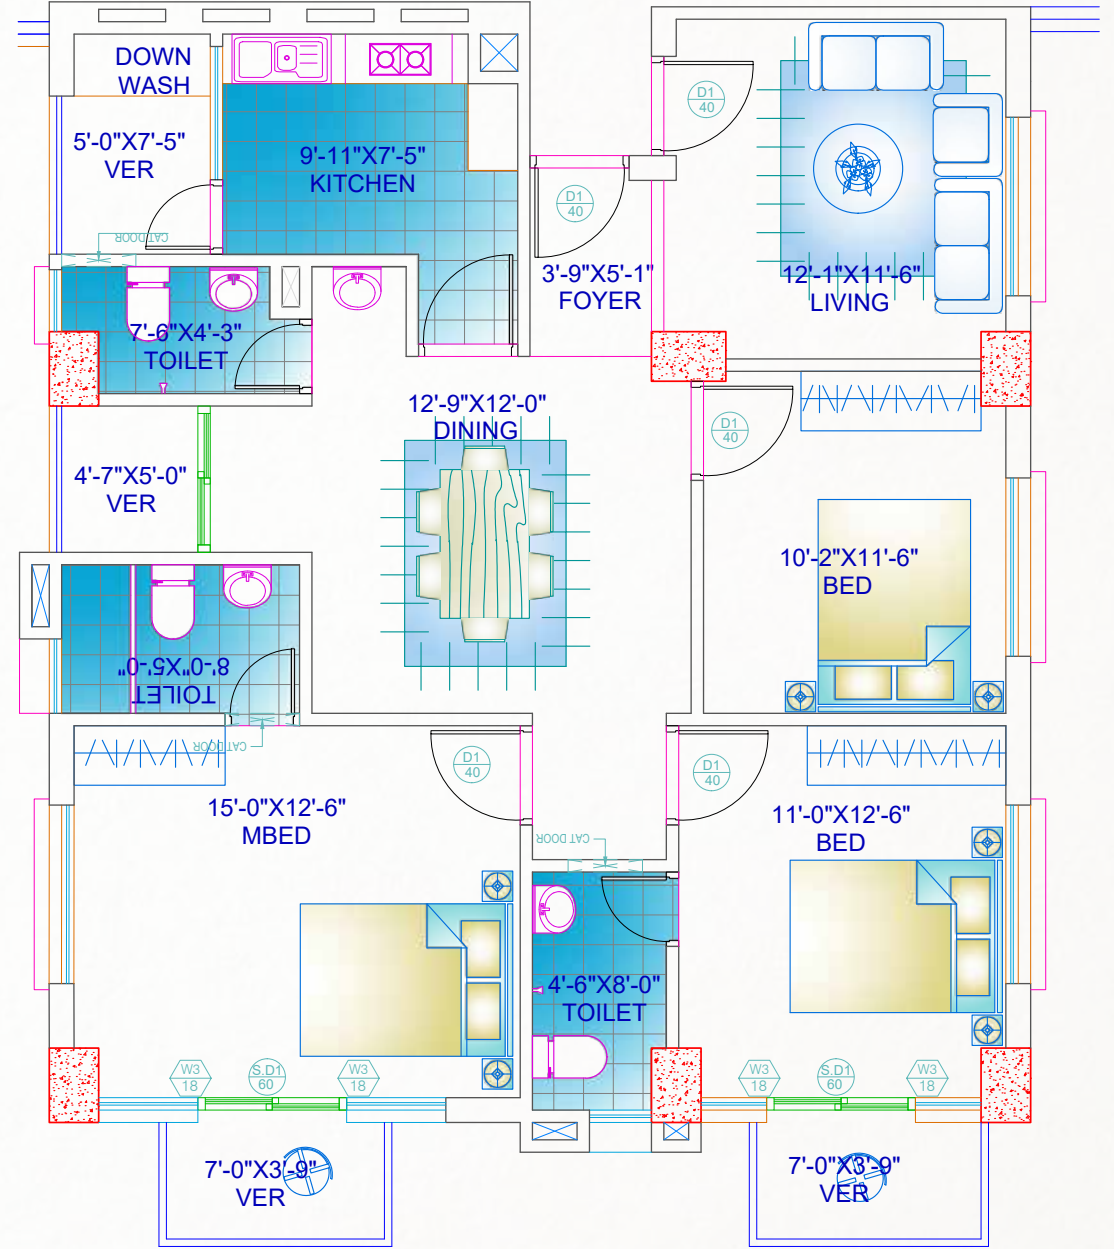 DOWN
WASH
5'-0"X7'-5"
VER
9'-11"X7'-5"
KITCHEN
D1
40
D1
40
CAT DOOR
3'-9"X5'-1"
FOYER
12'-1"X11'-6"
LIVING
7'-6"X4'-3"
TOILET
12'-9"X12'-0"
DINING
D1
40
4'-7"X5'-0"
VER
10'-2"X11'-6"
BED
8'-0"X5'-0"
TOILET
CAT DOOR
D1
40
D1
40
15'-0"X12'-6"
MBED
11'-0"X12'-6"
BED
CAT DOOR
4'-6"X8'-0"
TOILET
W3
18
S.D1
60
W3
18
W3
18
S.D1
60
W3
18
7'-0"X3'-9"
VER
7'-0"X3'-9"
VER